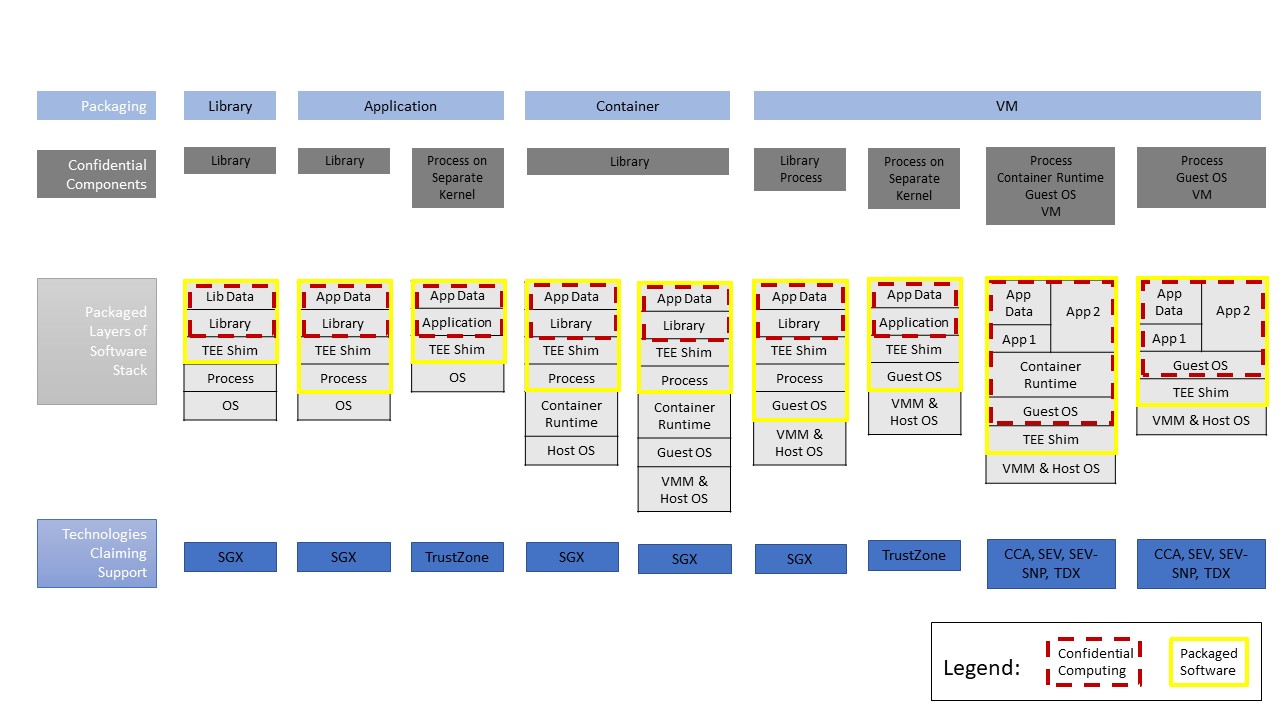 Packaging
Library
Application
Container
VM
Confidential
Components
Library
Library
Process on
Separate
Kernel
Library
Library
Process
Process on
Separate
Kernel
Process
Container Runtime
Guest OS
VM
Process
Guest OS
VM
Packaged
Layers of
Software
Stack
Lib Data
Library
TEE Shim
Process
OS
App Data
Library
TEE Shim
Process
OS
App Data
Application
TEE Shim
OS
App Data
Library
TEE Shim
Process
Container
Runtime
Host OS
App Data
Library
TEE Shim
Process
Container
Runtime
Guest OS
VMM &
Host OS
App Data
Library
TEE Shim
Process
Guest OS
VMM &
Host OS
App Data
Application
TEE Shim
Guest OS
VMM &
Host OS
App
Data
App 2
App 1
Container
Runtime
Guest OS
TEE Shim
VMM & Host OS
App
Data
App 2
App 1
Guest OS
TEE Shim
VMM & Host OS
Technologies
Claiming
Support
SGX
SGX
TrustZone
SGX
SGX
SGX
TrustZone
CCA, SEV, SEV-
SNP, TDX
CCA, SEV, SEV-
SNP, TDX
Legend:
Confidential
Computing
Packaged
Software